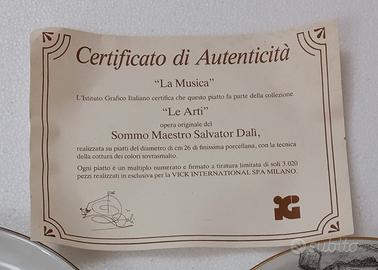 Certificato di Autenticità
“La Musica”
L'Istituto Grafico Italiano certifica che questo piatto fa parte della collezione
“Le Arti”
opera originale del
Sommo Maestro Salvator Dalì,
realizzata su piatti del diametro di cm 26 di finissima porcellana, con la tecnica
della cottura dei colori sovrasmalto.
Ogni piatto è un multiplo numerato e firmato a tiratura limitata di soli 3.020
pezzi realizzati in esclusiva per la VICK INTERNATIONAL SPA MILANO.
iG
subito